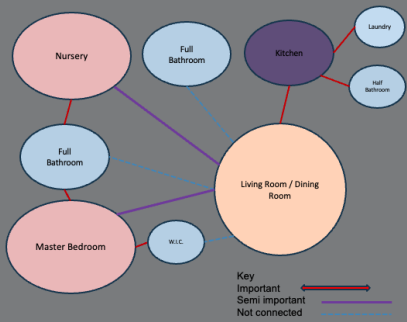 Nursery
Full
Bathroom
Kitchen
Laundry
Half
Bathroom
Full
Bathroom
Living Room / Dining
Room
Master Bedroom
W.I.C.
Key
Important
Semi important
Not connected